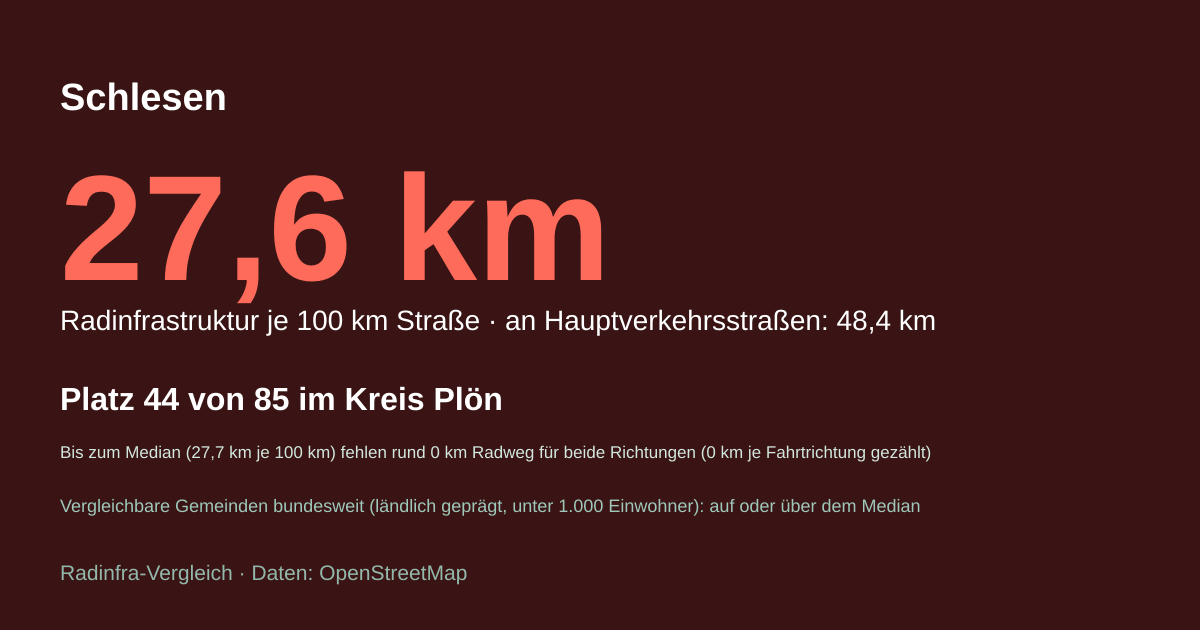 Schlesen
27,6 km
Radinfrastruktur je 100 km Straße · an Hauptverkehrsstraßen: 48,4 km
Platz 44 von 85 im Kreis Plön
Bis zum Median (27,7 km je 100 km) fehlen rund 0 km Radweg für beide Richtungen (0 km je Fahrtrichtung gezählt)
Vergleichbare Gemeinden bundesweit (ländlich geprägt, unter 1.000 Einwohner): auf oder über dem Median
Radinfra-Vergleich · Daten: OpenStreetMap